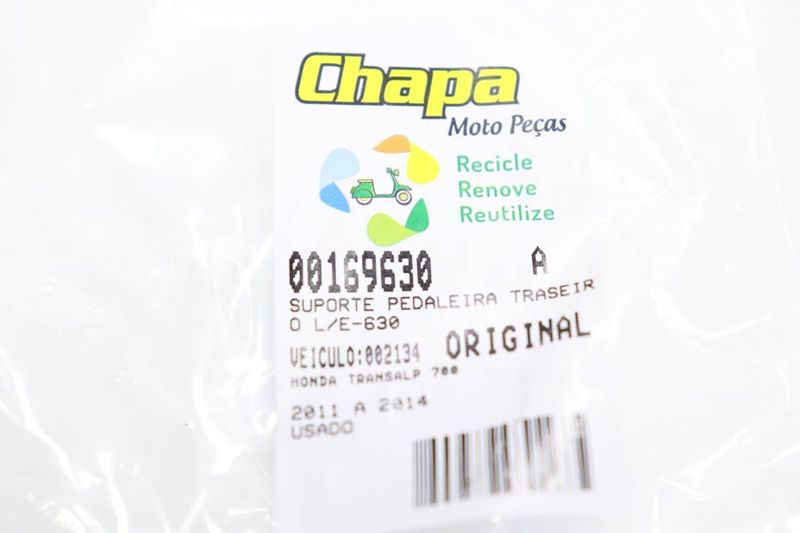 Chapa
Moto Peças
Recicle
Renove
Reutilize
00169630 A
SUPORTE PEDALEIRA TRASEIR
O L/E-630
VEICULO:002134 ORIGINAL
HONDA TRANSALP 700
2011 A 2014
USADO